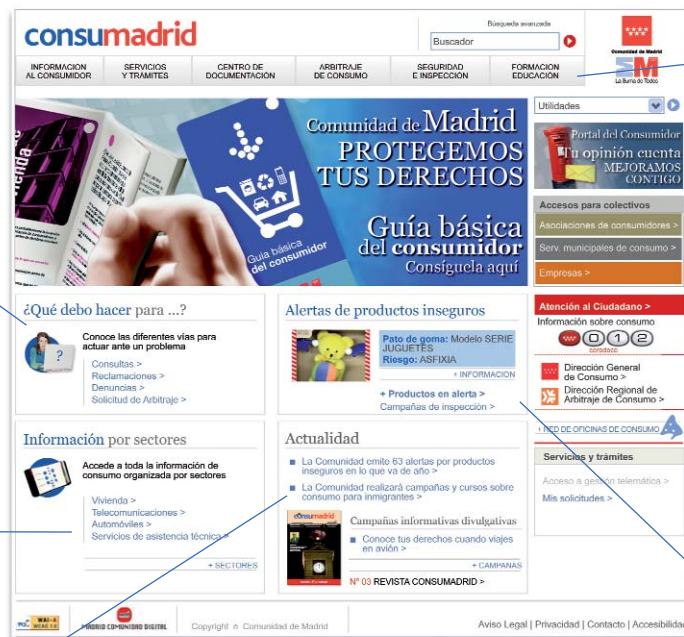 consumadrid
Búsqueda avanzada
Buscador
Comunidad de Madrid
La Suma de Todos
INFORMACION
AL CONSUMIDOR
SERVICIOS
Y TRÁMITES
CENTRO DE
DOCUMENTACIÓN
ARBITRAJE
DE CONSUMO
SEGURIDAD
E INSPECCIÓN
FORMACION
EDUCACIÓN
Comunidad de Madrid
PROTEGEMOS
TUS DERECHOS
Guía básica
del consumidor
Consíguela aquí
Guía básica
del consumidor
Utilidades
Portal del Consumidor
Tu opinión cuenta
MEJORAMOS
CONTIGO
Accesos para colectivos
Asociaciones de consumidores >
Serv. municipales de consumo >
Empresas >
¿Qué debo hacer para ...?
Conoce las diferentes vías para
actuar ante un problema
Consultas >
Reclamaciones >
Denuncias >
Solicitud de Arbitraje >
Alertas de productos inseguros
Pato de goma: Modelo SERIE
JUGUETES
Riesgo: ASFIXIA
+ INFORMACION
+ Productos en alerta >
Campañas de inspección >
Atención al Ciudadano >
Información sobre consumo
012
Dirección General
de Consumo >
Dirección Regional de
Arbitraje de Consumo >
+ RED DE OFICINAS DE CONSUMO
Información por sectores
Accede a toda la información de
consumo organizada por sectores
Vivienda >
Telecomunicaciones >
Automóviles >
Servicios de asistencia técnica >
+ SECTORES
Actualidad
La Comunidad emite 63 alertas por productos
inseguros en lo que va de año >
La Comunidad realizará campañas y cursos sobre
consumo para inmigrantes >
consumadrid
Campañas informativas divulgativas
Conoce tus derechos cuando viajes
en avión >
+ CAMPAÑAS
Nº 03 REVISTA CONSUMADRID >
Servicios y trámites
Acceso a gestión telemática >
Mis solicitudes >
WAI-A
WCAG 1.0
MADRID COMUNIDAD DIGITAL
Copyright © Comunidad de Madrid
Aviso Legal | Privacidad | Contacto | Accesibilidad